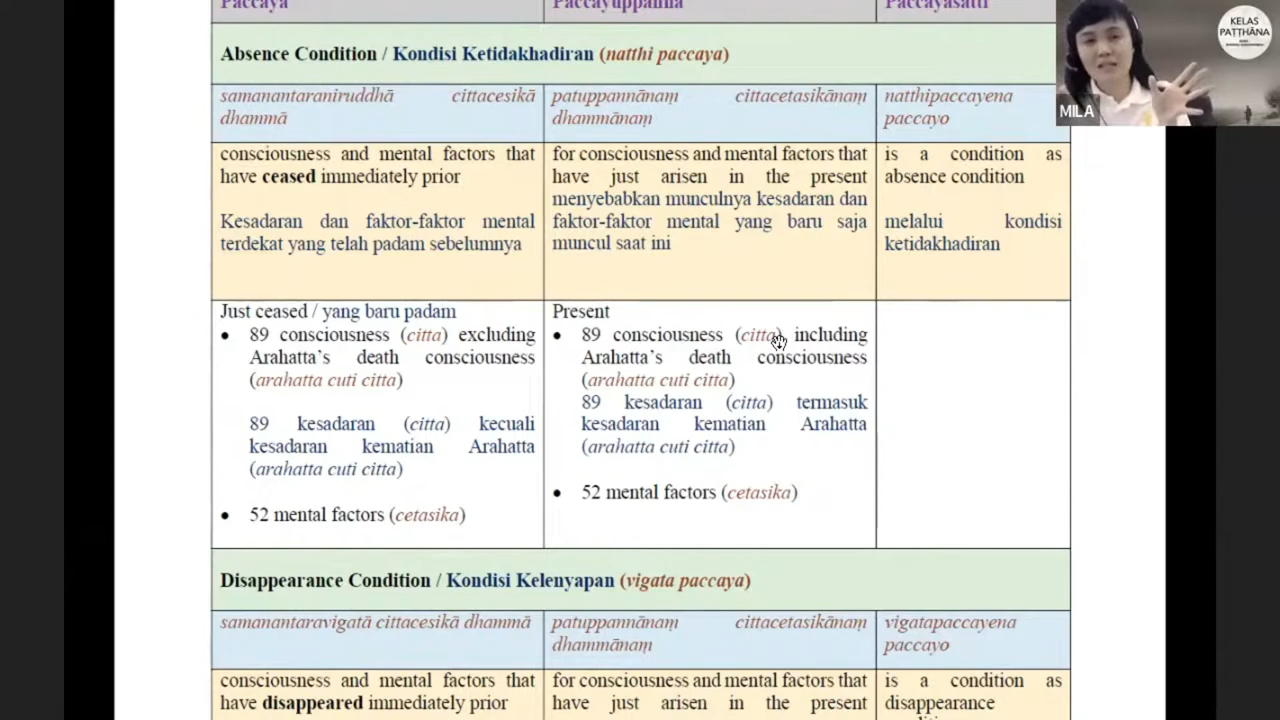 Paccaya
Paccayuppanna
Paccayasatti
KELAS
PAṬṬHĀNA
MILA
Absence Condition / Kondisi Ketidakhadiran (natthi paccaya)
samanantaraniruddhā cittacesikā
dhammā
patuppannānaṃ cittacetasikānaṃ
dhammānaṃ
natthipaccayena
paccayo
consciousness and mental factors that
have ceased immediately prior
Kesadaran dan faktor-faktor mental
terdekat yang telah padam sebelumnya
for consciousness and mental factors that
have just arisen in the present
menyebabkan munculnya kesadaran dan
faktor-faktor mental yang baru saja
muncul saat ini
is a condition as
absence condition
melalui kondisi
ketidakhadiran
Just ceased / yang baru padam
• 89 consciousness (citta) excluding
Arahatta’s death consciousness
(arahatta cuti citta)
89 kesadaran (citta) kecuali
kesadaran kematian Arahatta
(arahatta cuti citta)
• 52 mental factors (cetasika)
Present
• 89 consciousness (citta) including
Arahatta’s death consciousness
(arahatta cuti citta)
89 kesadaran (citta) termasuk
kesadaran kematian Arahatta
(arahatta cuti citta)
• 52 mental factors (cetasika)
Disappearance Condition / Kondisi Kelenyapan (vigata paccaya)
samanantaravigatā cittacesikā dhammā
patuppannānaṃ cittacetasikānaṃ
dhammānaṃ
vigatapaccayena
paccayo
consciousness and mental factors that
have disappeared immediately prior
for consciousness and mental factors that
have just arisen in the present
is a condition as
disappearance